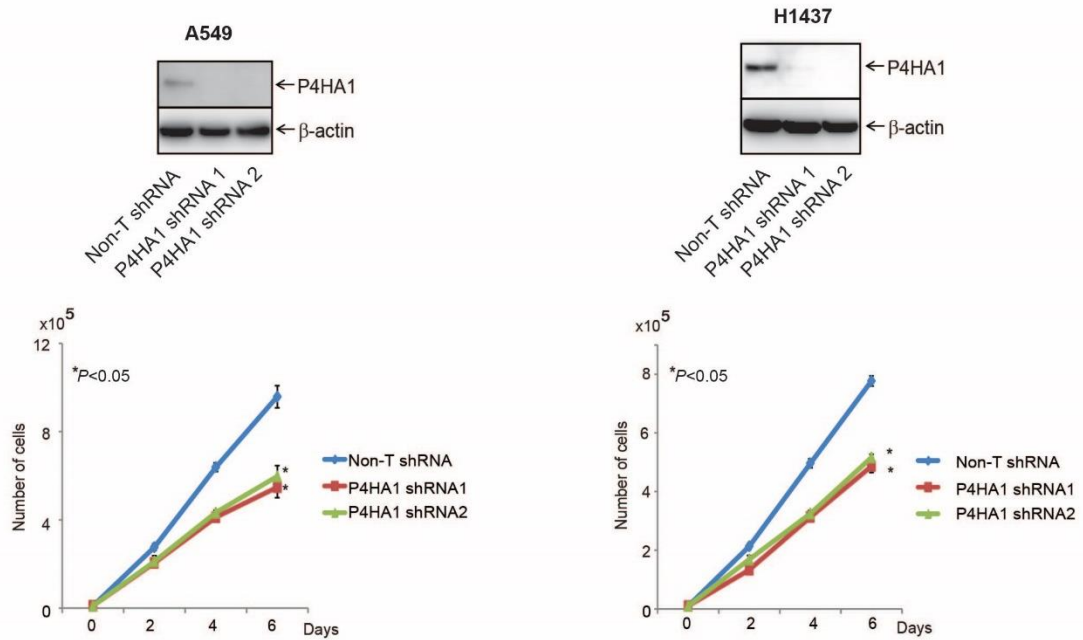 A549
←P4HA1
←β-actin
Non-T shRNA
P4HA1 shRNA 1
P4HA1 shRNA 2
x10⁵
12
8
4
0
*P<0.05
Number of cells
0 2 4 6 Days
*
*
Non-T shRNA
P4HA1 shRNA1
P4HA1 shRNA2
H1437
←P4HA1
←β-actin
Non-T shRNA
P4HA1 shRNA 1
P4HA1 shRNA 2
x10⁵
8
6
4
2
0
*P<0.05
Number of cells
0 2 4 6 Days
*
*
Non-T shRNA
P4HA1 shRNA1
P4HA1 shRNA2